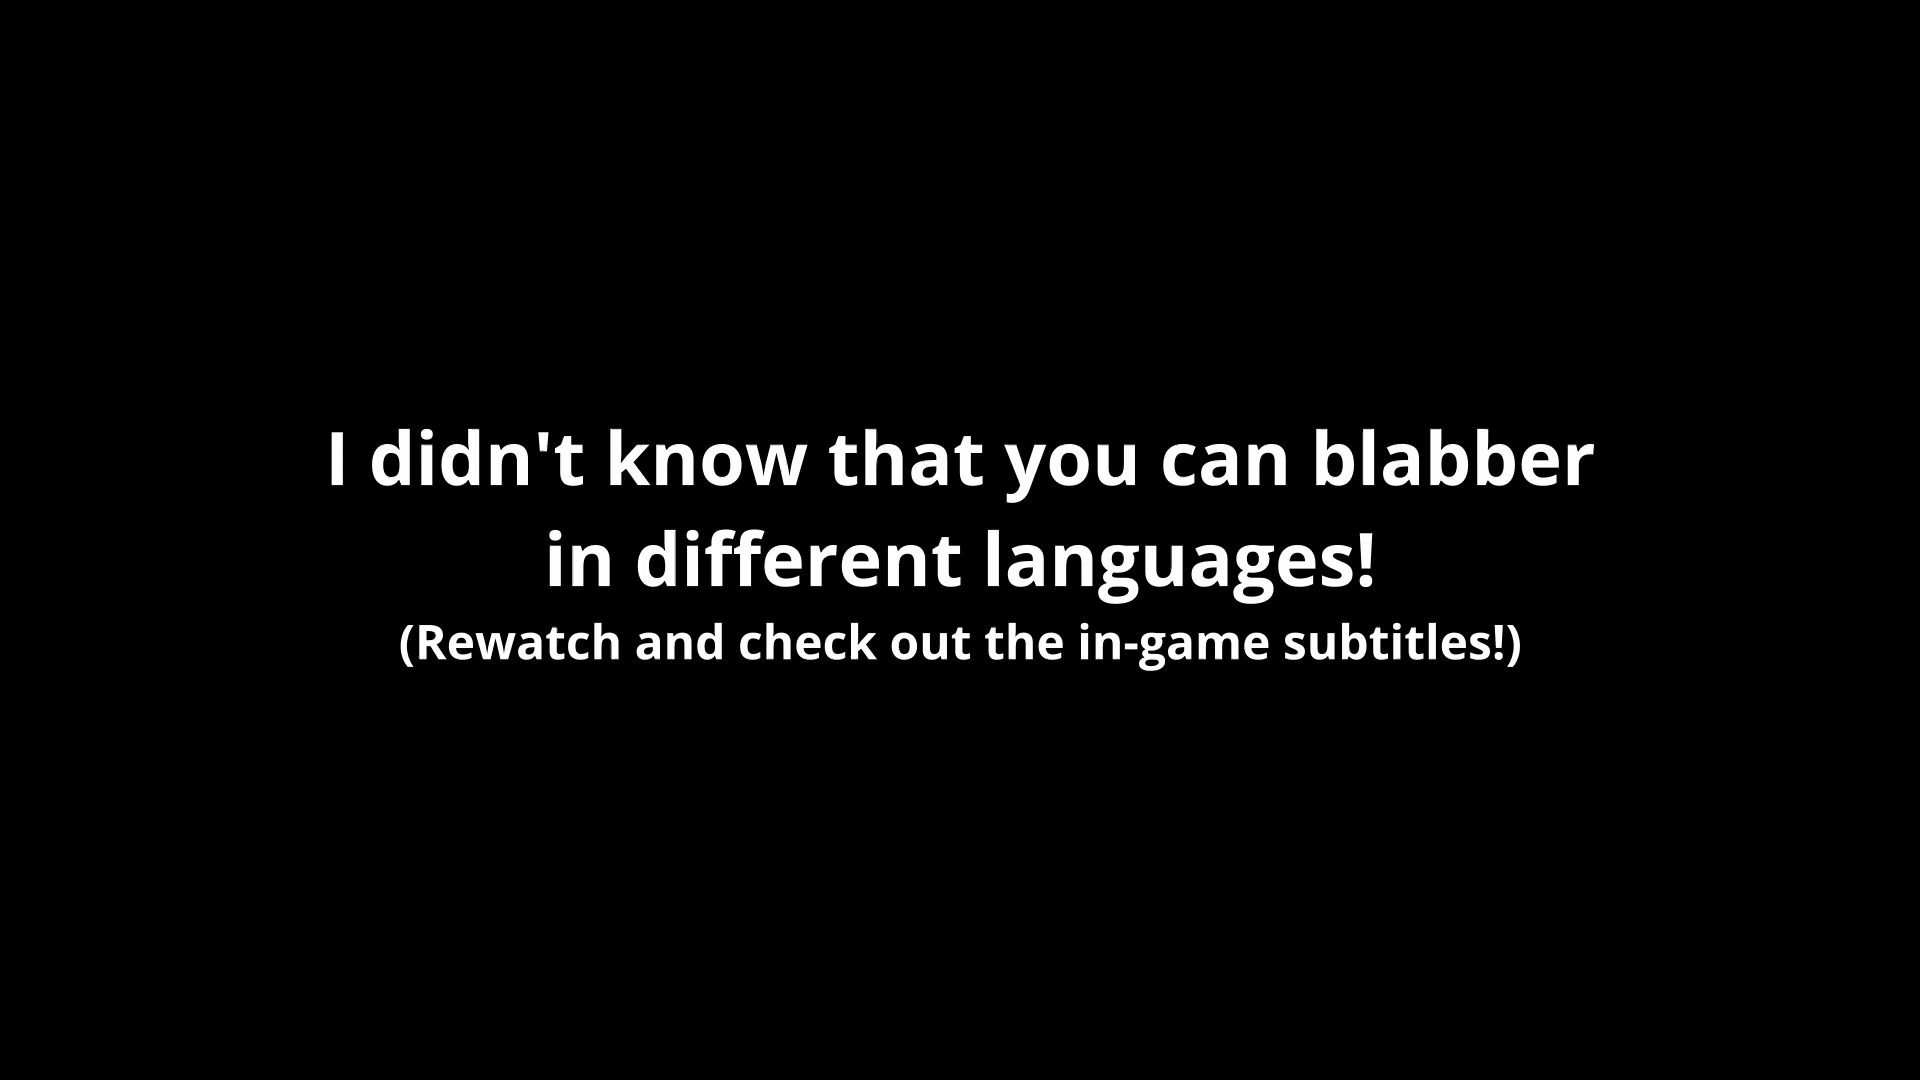 I didn't know that you can blabber
in different languages!
(Rewatch and check out the in-game subtitles!)